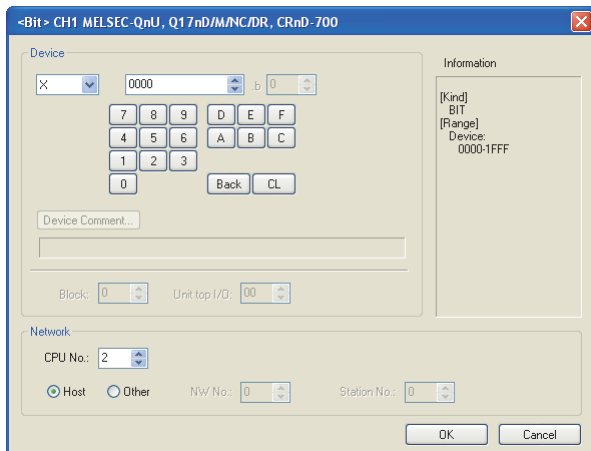 <Bit> CH1 MELSEC-QnU, Q17nD/M/NC/DR, CRnD-700
Device
X 0000 .b 0
7 8 9 D E F
4 5 6 A B C
1 2 3
0 Back CL
Device Comment...
Block: 0 Unit top I/O: 00
Information
[Kind]
BIT
[Range]
Device:
0000-1FFF
Network
CPU No.: 2
Host Other NW No.: 0 Station No.: 0
OK Cancel